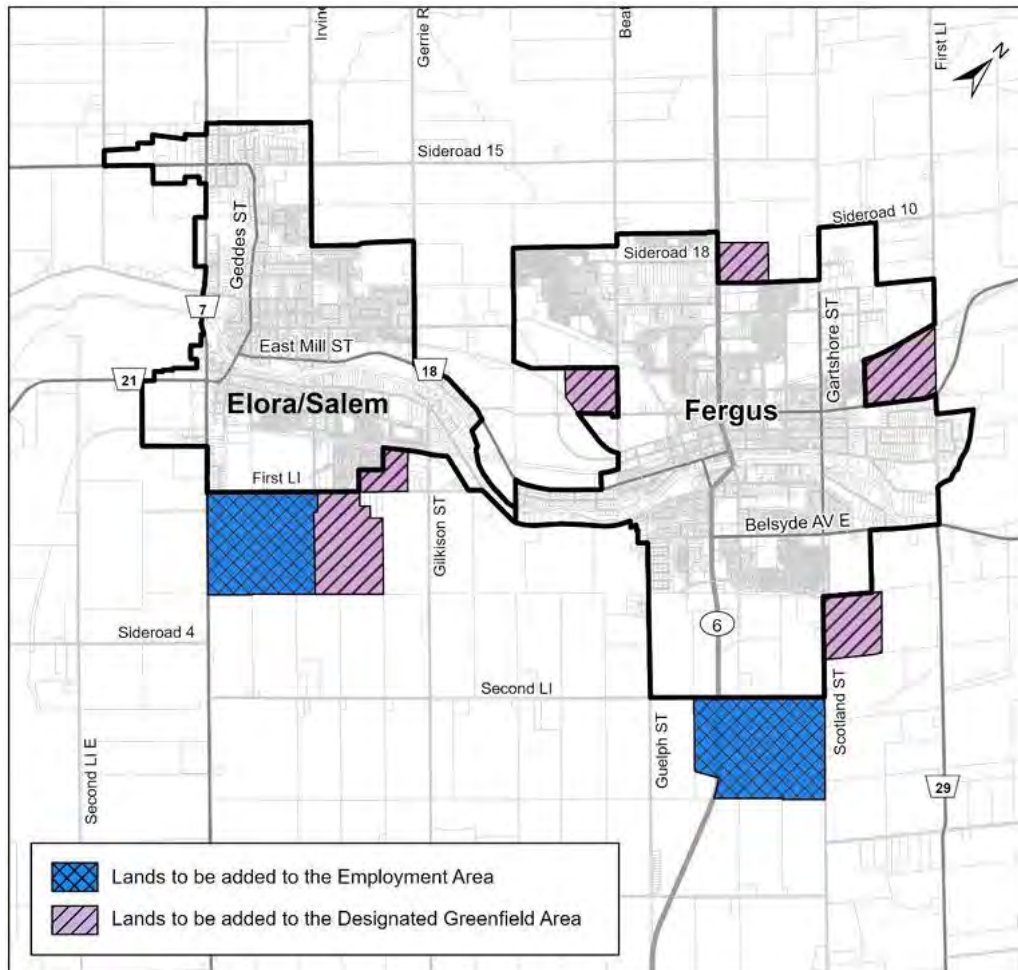 Irvine
Gerrie R
Beat
First LI
N
Sideroad 15
Sideroad 10
Geddes ST
Sideroad 18
7
Gartshore ST
East Mill ST
18
21
Elora/Salem
Fergus
First LI
Gilkison ST
Belsyde AV E
6
Sideroad 4
Second LI
Scotland ST
Guelph ST
Second LI E
29
Lands to be added to the Employment Area
Lands to be added to the Designated Greenfield Area